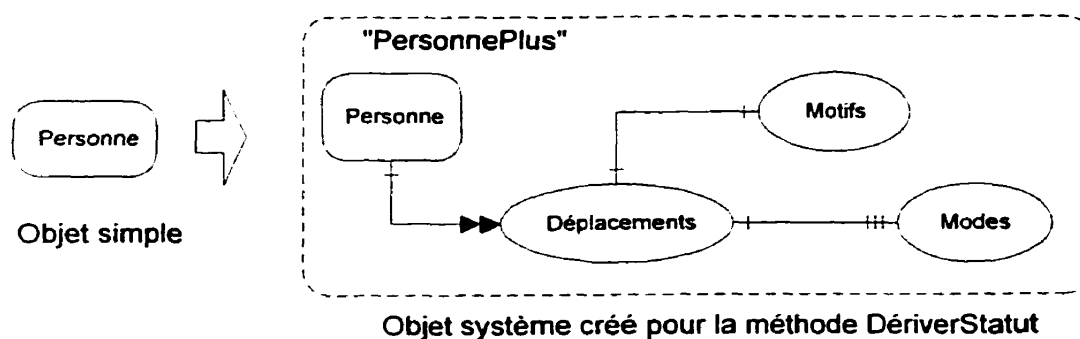 "PersonnePlus"
Personne
Personne
Motifs
Déplacements
Modes
Objet simple
Objet système créé pour la méthode DériverStatut